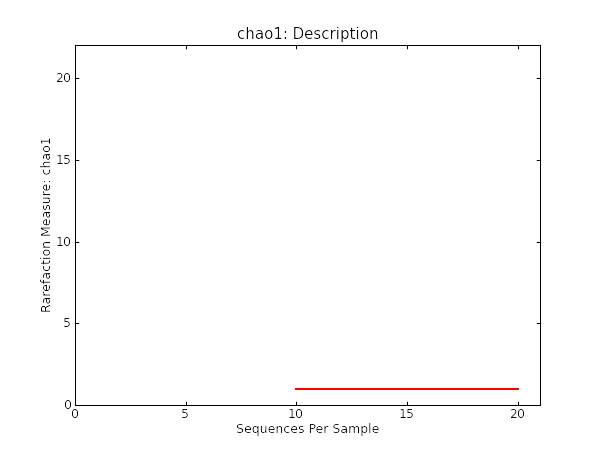 chao1: Description
Rarefaction Measure: chao1
20
15
10
5
0
0 5 10 15 20
Sequences Per Sample